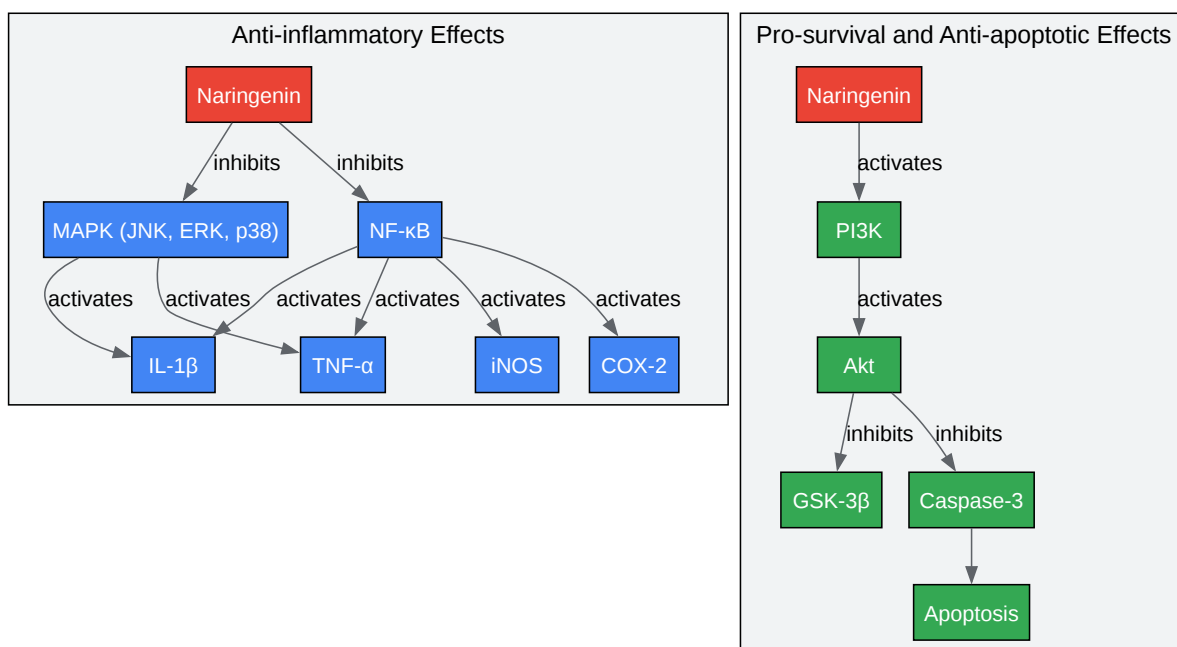 Anti-inflammatory Effects
Naringenin
inhibits
inhibits
MAPK (JNK, ERK, p38)
NF-κB
activates
activates
activates
activates
activates
activates
IL-1β
TNF-α
iNOS
COX-2
Pro-survival and Anti-apoptotic Effects
Naringenin
activates
PI3K
activates
Akt
inhibits
inhibits
GSK-3β
Caspase-3
Apoptosis